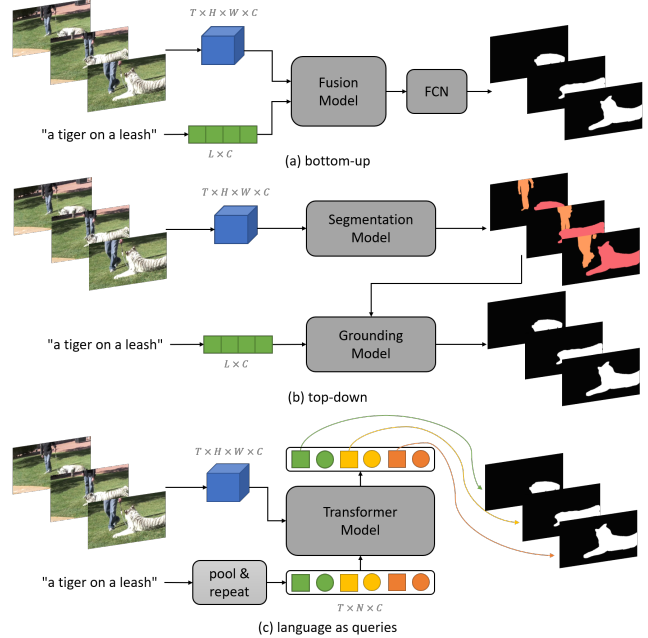 T × H × W × C
Fusion
Model
FCN
"a tiger on a leash"
L × C
(a) bottom-up
T × H × W × C
Segmentation
Model
"a tiger on a leash"
Grounding
Model
L × C
(b) top-down
T × H × W × C
Transformer
Model
"a tiger on a leash"
pool &
repeat
T × N × C
(c) language as queries